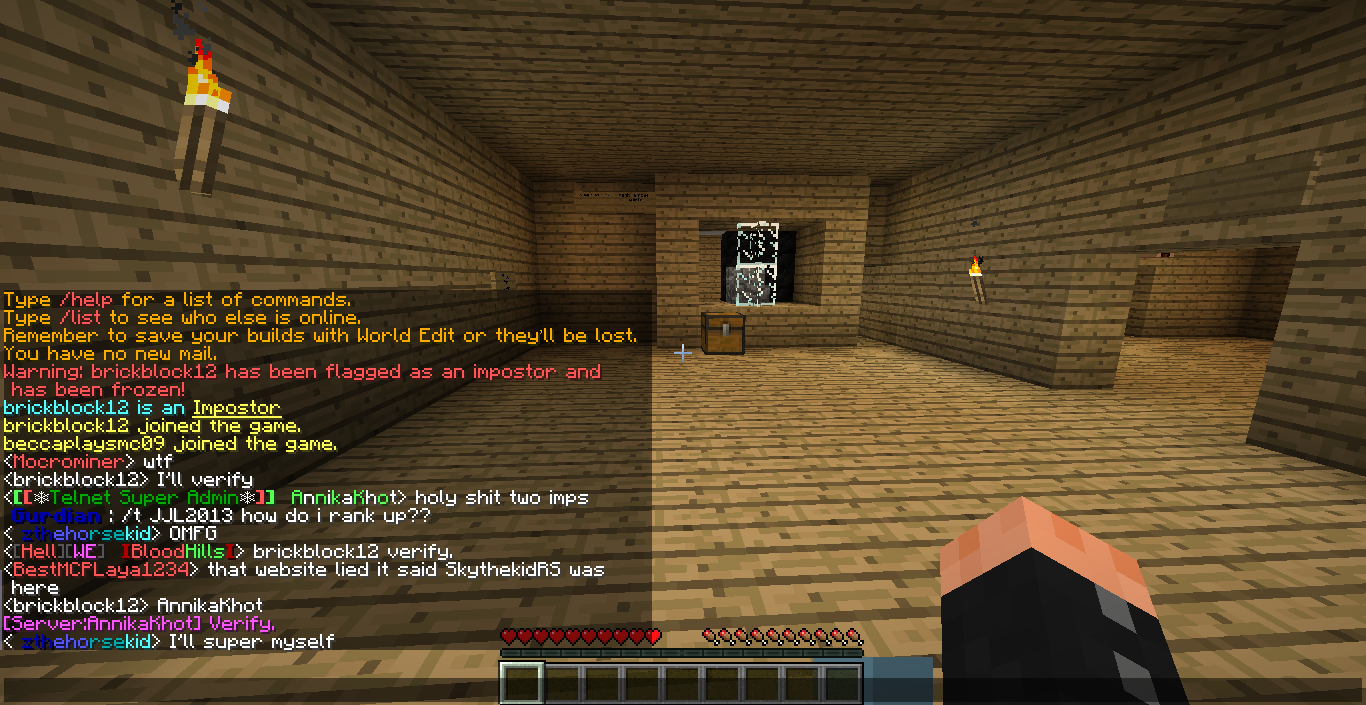 Type /help for a list of commands.
Type /list to see who else is online.
Remember to save your builds with World Edit or they'll be lost.
You have no new mail.
Warning: brickblock12 has been flagged as an impostor and
has been frozen!
brickblock12 is an Impostor
brickblock12 joined the game.
beccaplaysmc09 joined the game.
<Mocrominer> wtf
<brickblock12> I'll verify
<[[❄Telnet Super Admin❄]] AnnikaKhot> holy shit two imps
Gurdian : /t JJL2013 how do i rank up??
< zthehorsekid> OMFG
<[Hell][WE] |BloodHills|> brickblock12 verify.
<BestMCPLaya1234> that website lied it said SkythekidRS was
here
<brickblock12> AnnikaKhot
[Server:AnnikaKhot] Verify.
< zthehorsekid> I'll super myself